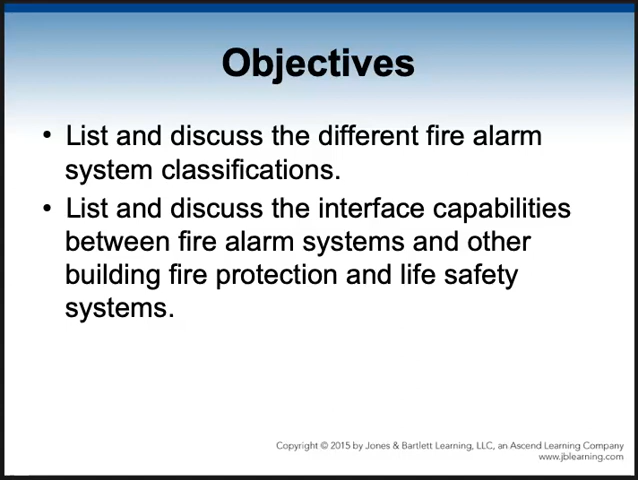 Objectives
• List and discuss the different fire alarm
system classifications.
• List and discuss the interface capabilities
between fire alarm systems and other
building fire protection and life safety
systems.
Copyright © 2015 by Jones & Bartlett Learning, LLC, an Ascend Learning Company
www.jblearning.com